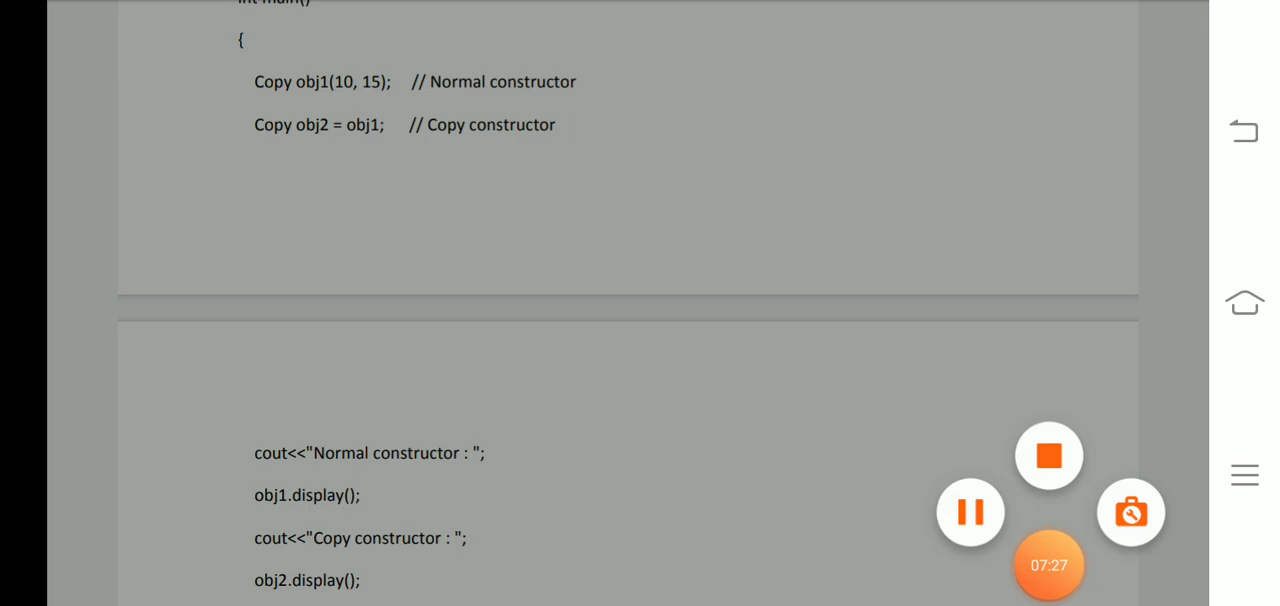 {
Copy obj1(10, 15); // Normal constructor
Copy obj2 = obj1; // Copy constructor
cout<<"Normal constructor : ";
obj1.display();
cout<<"Copy constructor : ";
obj2.display();
07:27